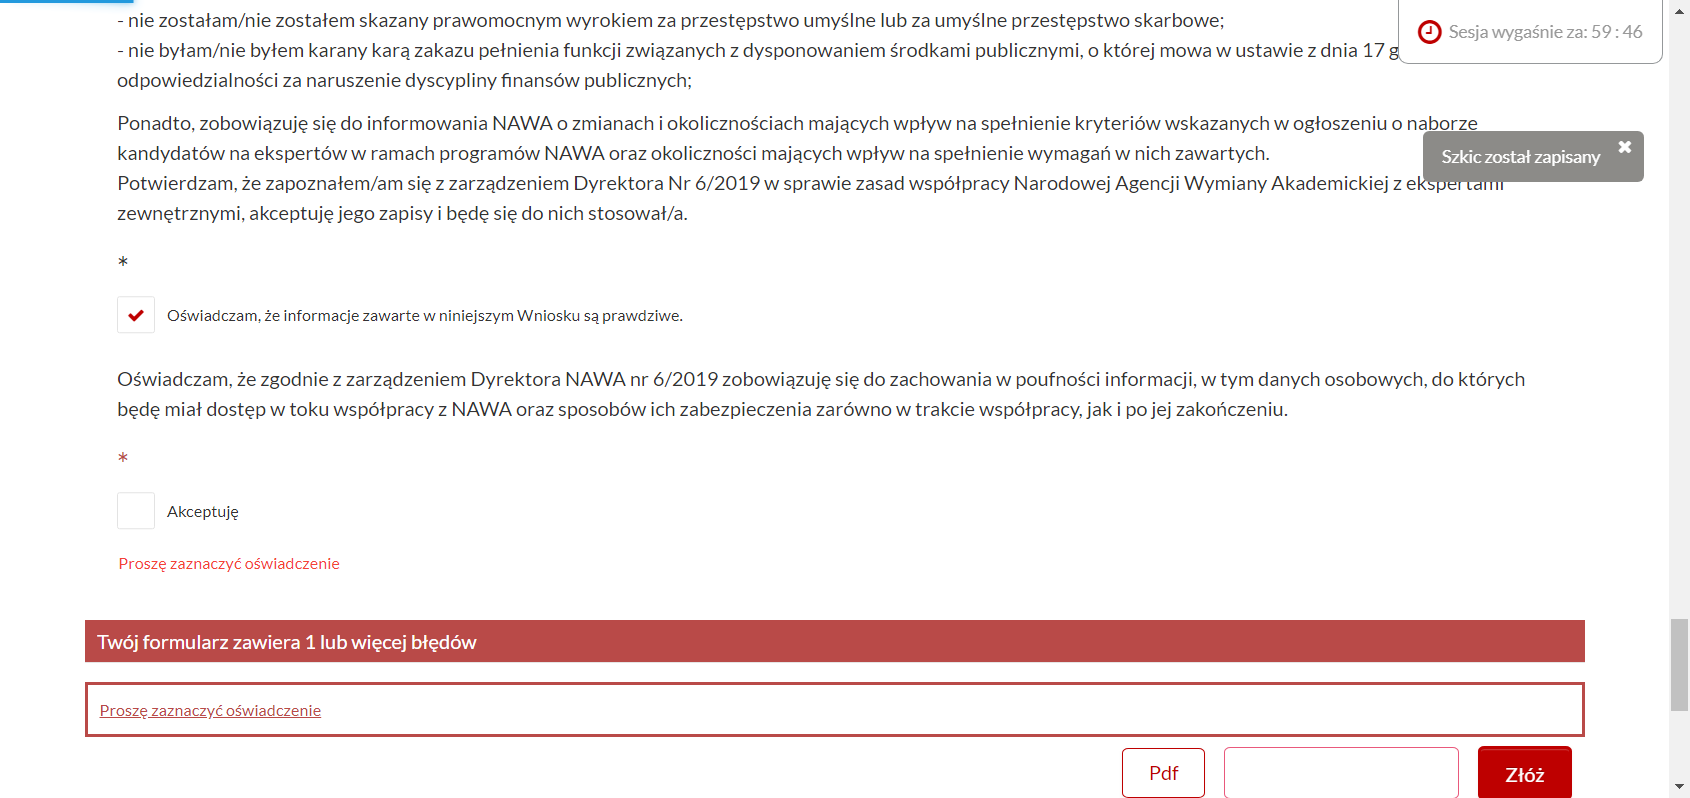 - nie zostałam/nie zostałem skazany prawomocnym wyrokiem za przestępstwo umyślne lub za umyślne przestępstwo skarbowe;
Sesja wygaśnie za: 59 : 46
- nie byłam/nie byłem karany karą zakazu pełnienia funkcji związanych z dysponowaniem środkami publicznymi, o której mowa w ustawie z dnia 17 g
odpowiedzialności za naruszenie dyscypliny finansów publicznych;
Ponadto, zobowiązuję się do informowania NAWA o zmianach i okolicznościach mających wpływ na spełnienie kryteriów wskazanych w ogłoszeniu o naborze
kandydatów na ekspertów w ramach programów NAWA oraz okoliczności mających wpływ na spełnienie wymagań w nich zawartych.
Szkic został zapisany
Potwierdzam, że zapoznałem/am się z zarządzeniem Dyrektora Nr 6/2019 w sprawie zasad współpracy Narodowej Agencji Wymiany Akademickiej z ekspertami
zewnętrznymi, akceptuję jego zapisy i będę się do nich stosował/a.
*
Oświadczam, że informacje zawarte w niniejszym Wniosku są prawdziwe.
Oświadczam, że zgodnie z zarządzeniem Dyrektora NAWA nr 6/2019 zobowiązuję się do zachowania w poufności informacji, w tym danych osobowych, do których
będę miał dostęp w toku współpracy z NAWA oraz sposobów ich zabezpieczenia zarówno w trakcie współpracy, jak i po jej zakończeniu.
*
Akceptuję
Proszę zaznaczyć oświadczenie
Twój formularz zawiera 1 lub więcej błędów
Proszę zaznaczyć oświadczenie
Pdf
Złóż